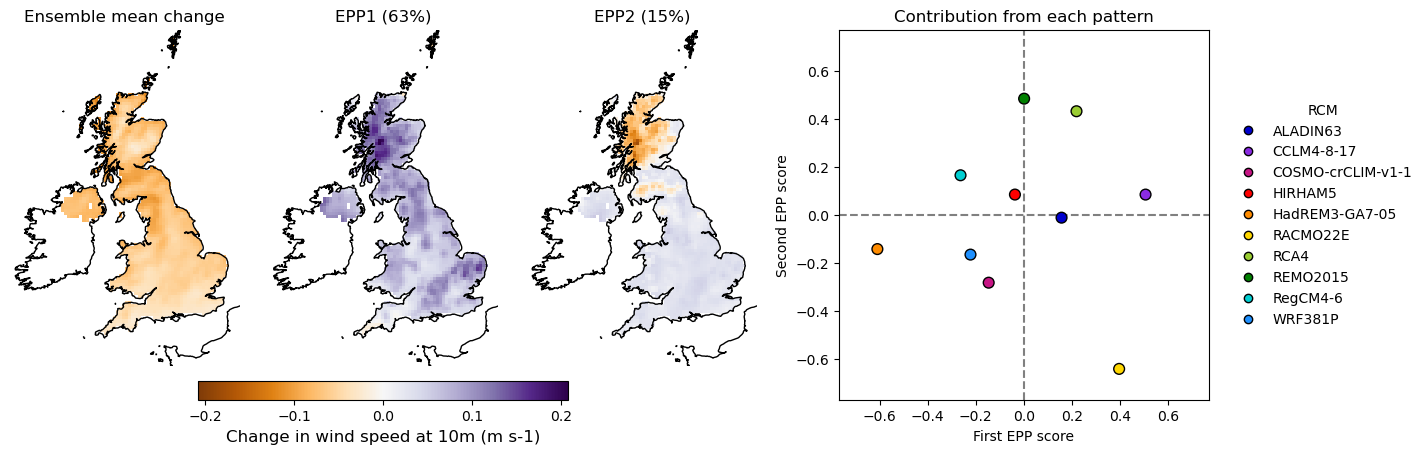 Ensemble mean change
EPP1 (63%)
EPP2 (15%)
−0.2 −0.1 0.0 0.1 0.2
Change in wind speed at 10m (m s-1)
Contribution from each pattern
Second EPP score
0.6
0.4
0.2
0.0
−0.2
−0.4
−0.6
−0.6 −0.4 −0.2 0.0 0.2 0.4 0.6
First EPP score
RCM
ALADIN63
CCLM4-8-17
COSMO-crCLIM-v1-1
HIRHAM5
HadREM3-GA7-05
RACMO22E
RCA4
REMO2015
RegCM4-6
WRF381P